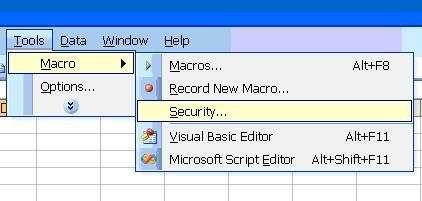 Tools Data Window Help
Macro
Options...
Macros... Alt+F8
Record New Macro...
Security...
Visual Basic Editor Alt+F11
Microsoft Script Editor Alt+Shift+F11